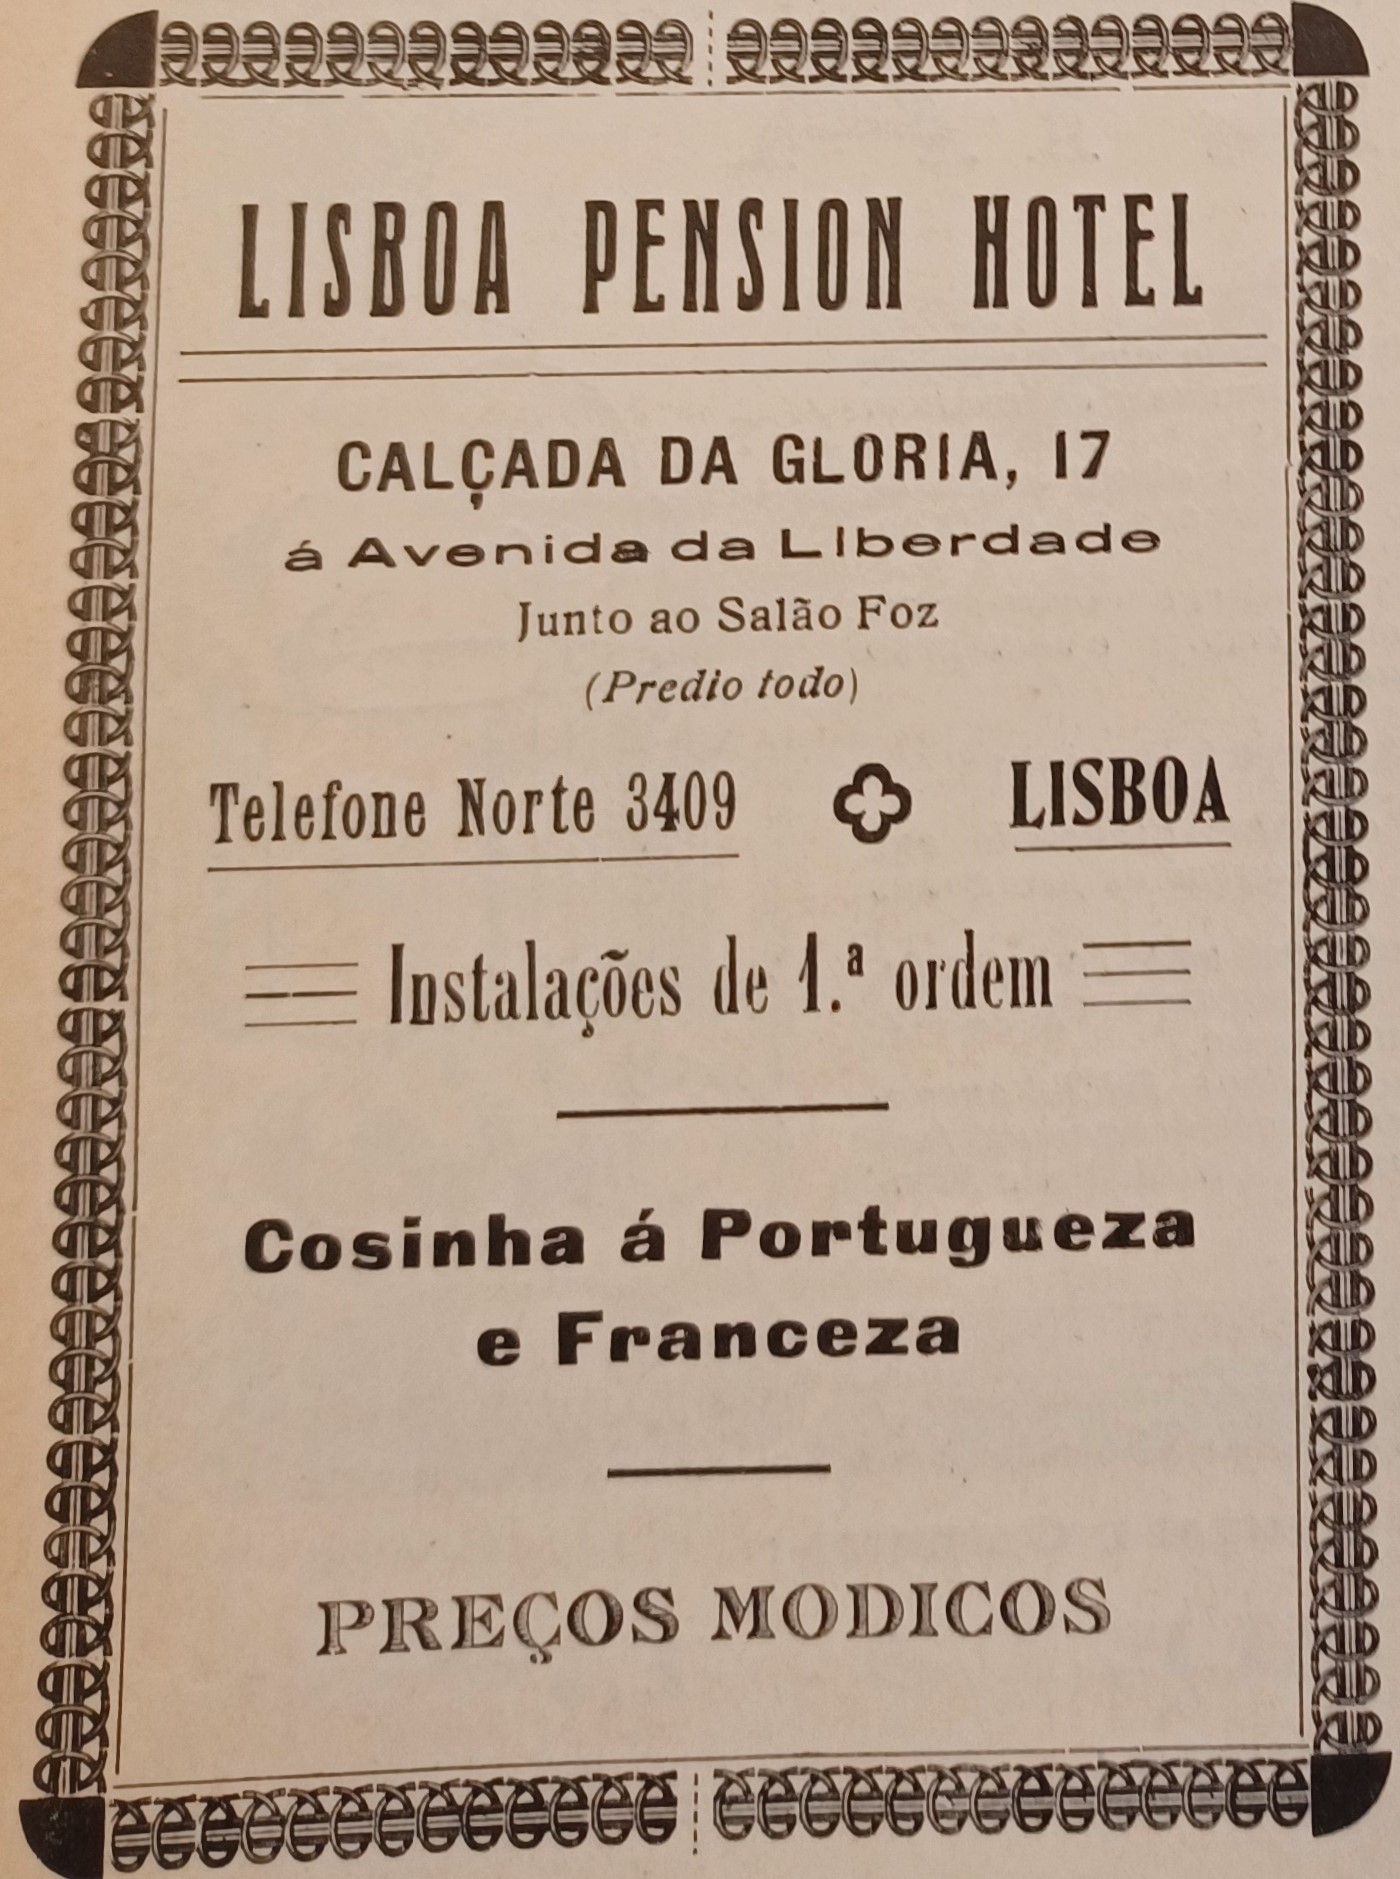 LISBOA PENSION HOTEL
CALÇADA DA GLORIA, 17
á Avenida da Liberdade
Junto ao Salão Foz
(Predio todo)
Telefone Norte 3409 LISBOA
Instalações de 1.ª ordem
Cosinha á Portugueza
e Franceza
PREÇOS MODICOS